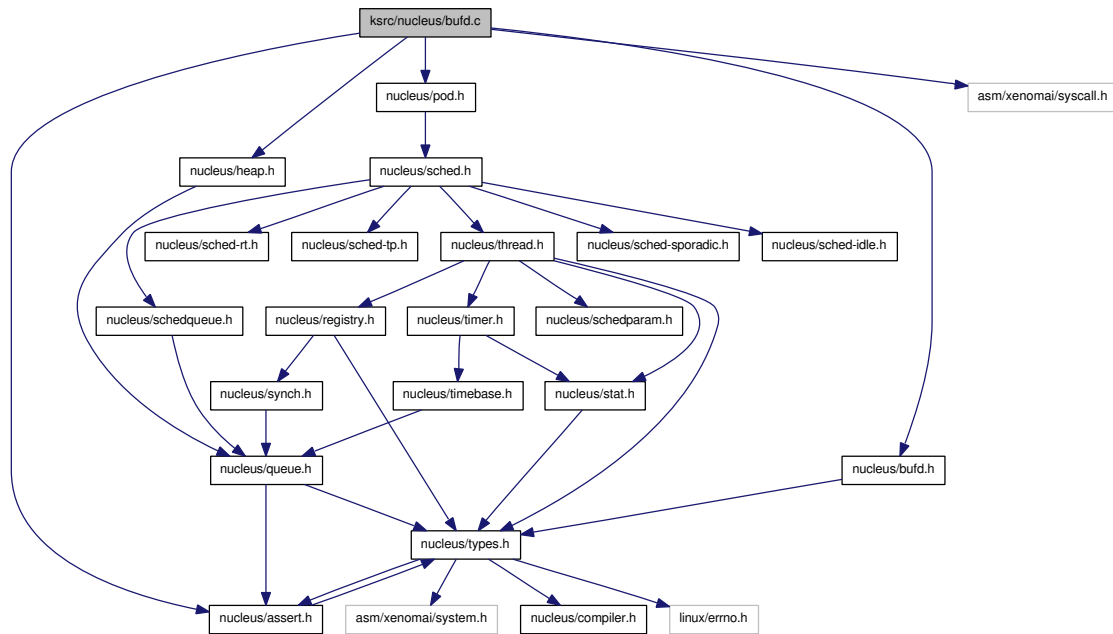 ksrc/nucleus/bufd.c
nucleus/pod.h
asm/xenomai/syscall.h
nucleus/heap.h
nucleus/sched.h
nucleus/sched-rt.h
nucleus/sched-tp.h
nucleus/thread.h
nucleus/sched-sporadic.h
nucleus/sched-idle.h
nucleus/schedqueue.h
nucleus/registry.h
nucleus/timer.h
nucleus/schedparam.h
nucleus/synch.h
nucleus/timebase.h
nucleus/stat.h
nucleus/queue.h
nucleus/bufd.h
nucleus/types.h
nucleus/assert.h
asm/xenomai/system.h
nucleus/compiler.h
linux/errno.h